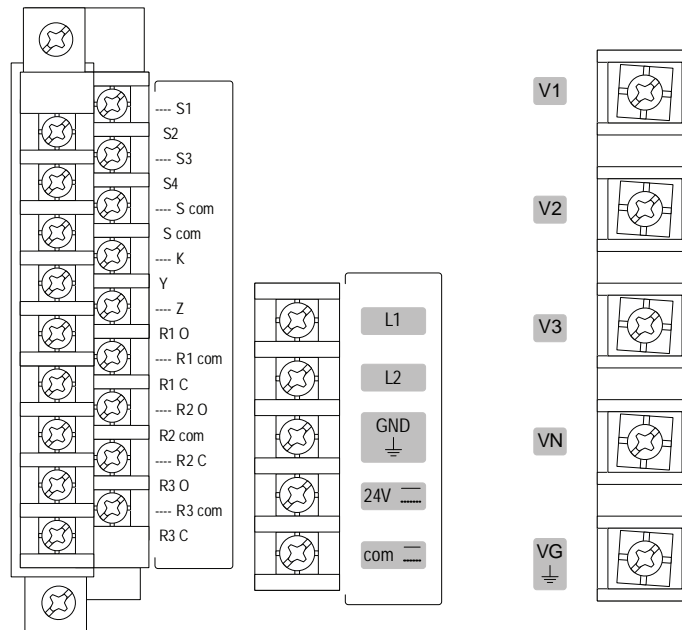 ---- S1
S2
---- S3
S4
---- S com
S com
---- K
Y
---- Z
R1 O
---- R1 com
R1 C
---- R2 O
R2 com
---- R2 C
R3 O
---- R3 com
R3 C
L1
L2
GND
24V
com
V1
V2
V3
VN
VG